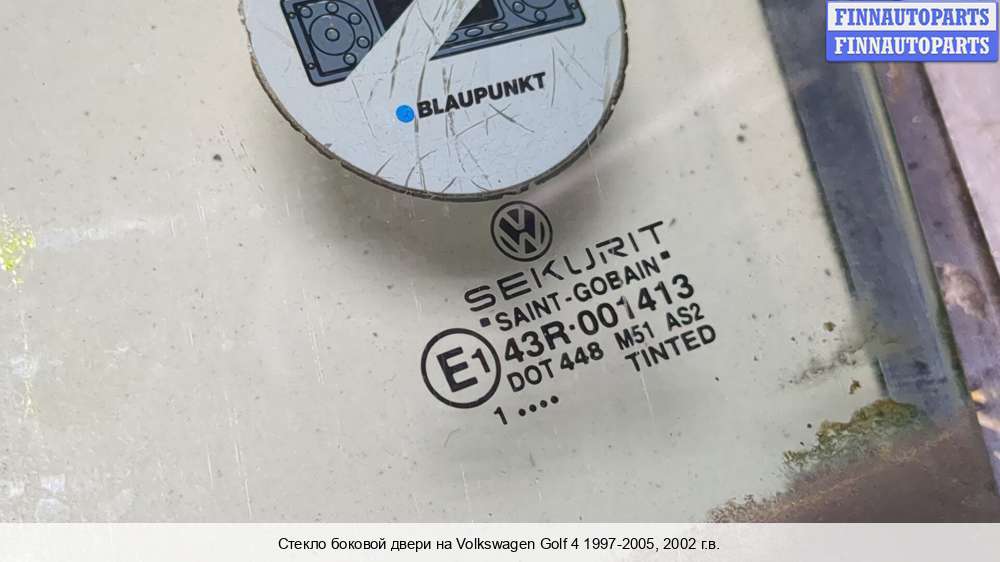 FINNAUTOPARTS
FINNAUTOPARTS
BLAUPUNKT
SEKURIT
SAINT-GOBAIN
E1 43R-001413
DOT 448 M51 AS2
TINTED
1 ••••
Стекло боковой двери на Volkswagen Golf 4 1997-2005, 2002 г.в.